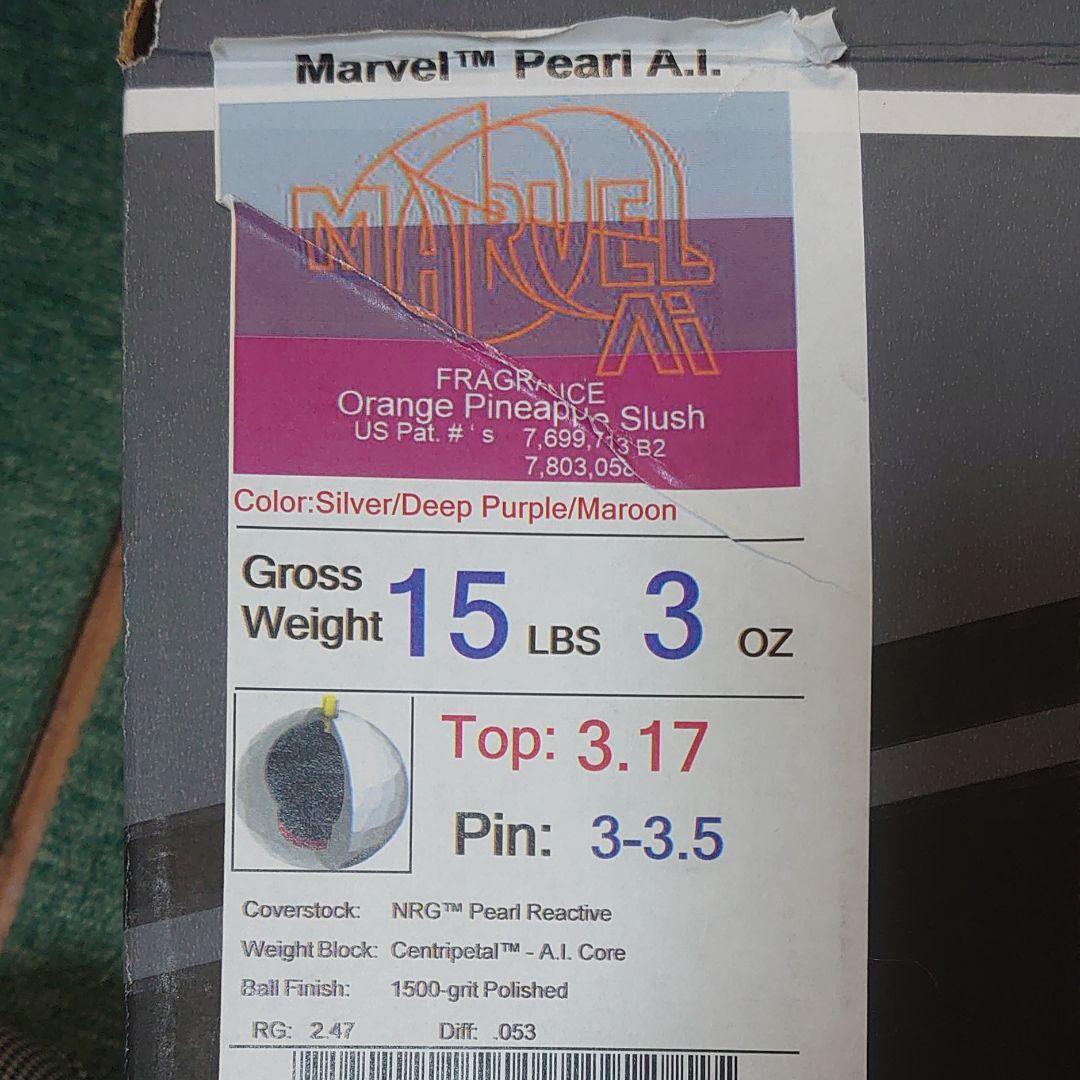 Marvel™ Pearl A.I.
MARVEL
Ai
FRAGRANCE
Orange Pineapple Slush
US Pat. # ' s 7,699,713 B2
7,803,058
Color:Silver/Deep Purple/Maroon
Gross Weight 15 LBS 3 OZ
Top: 3.17
Pin: 3-3.5
Coverstock: NRG™ Pearl Reactive
Weight Block: Centripetal™ - A.I. Core
Ball Finish: 1500-grit Polished
RG: 2.47 Diff: .053